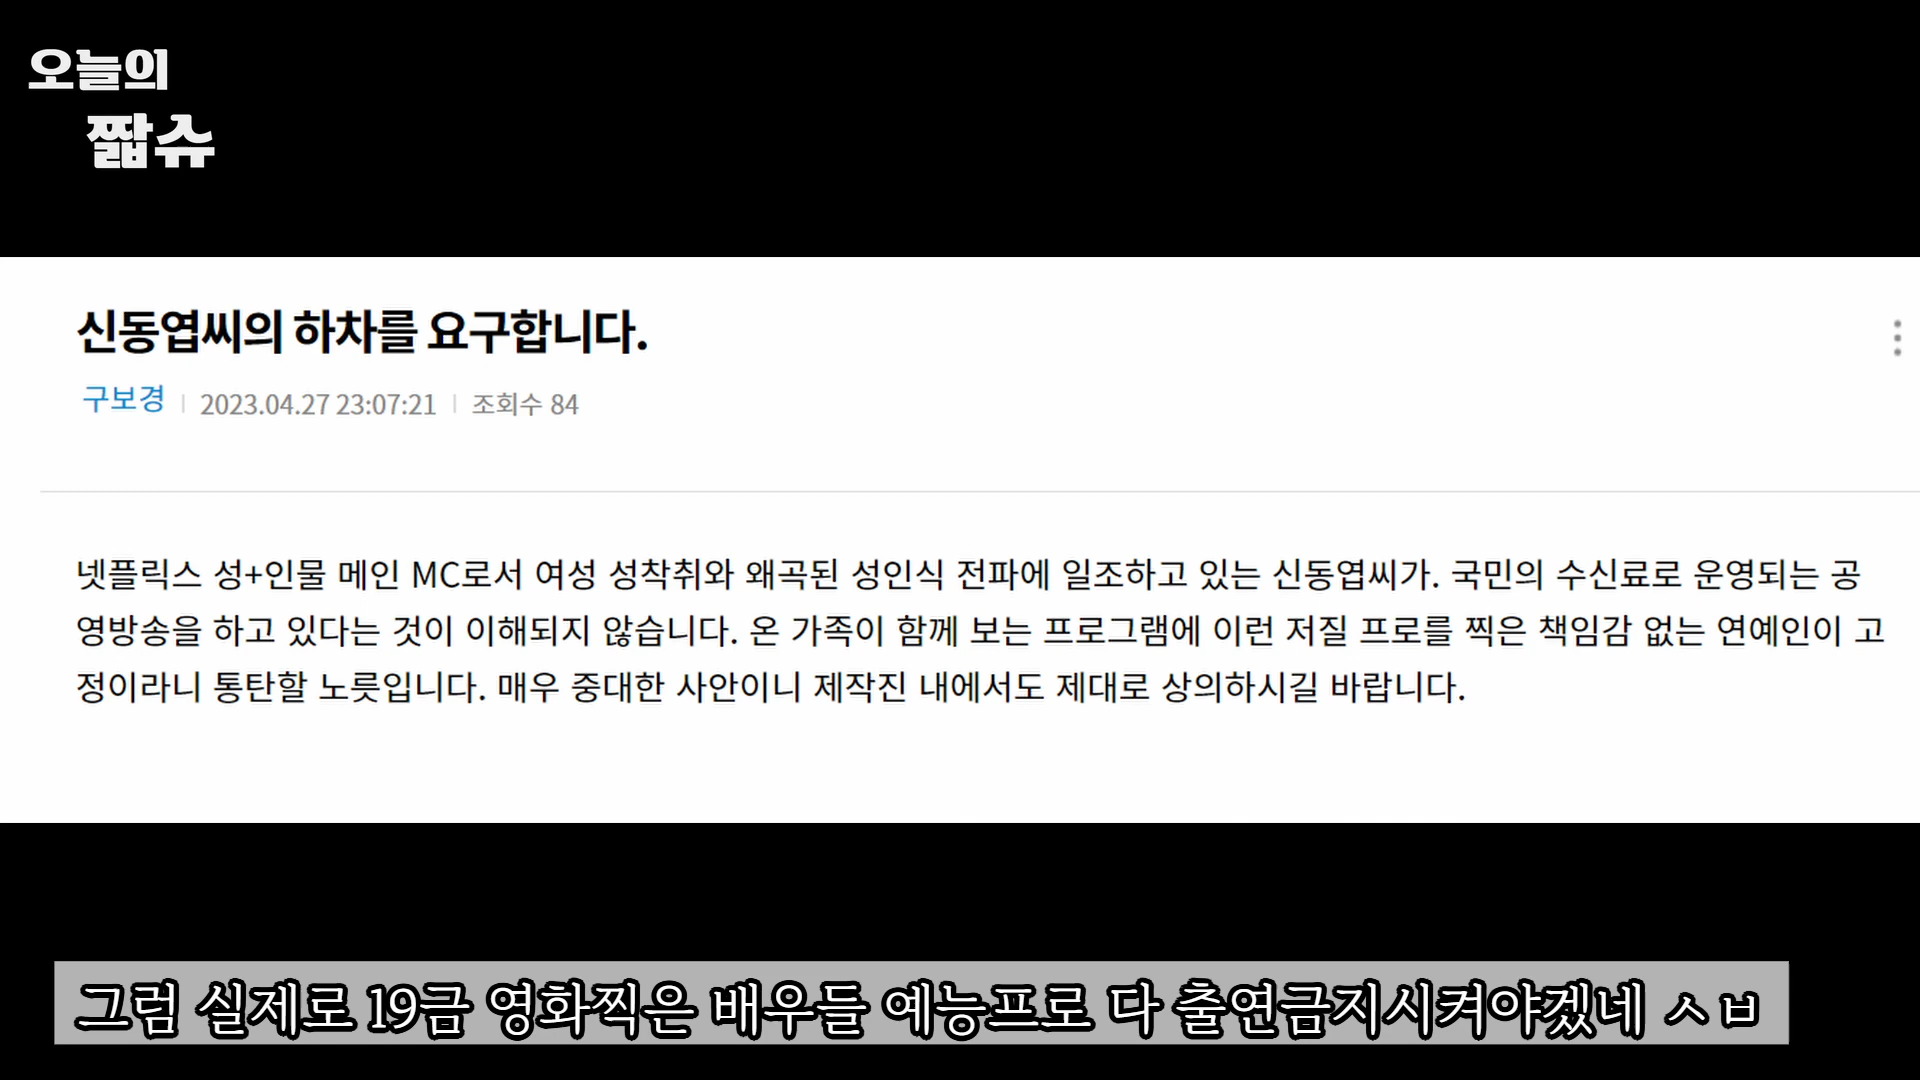 오늘의
짧슈
신동엽씨의 하차를 요구합니다.
구보경 | 2023.04.27 23:07:21 | 조회수 84
넷플릭스 성+인물 메인 MC로서 여성 성착취와 왜곡된 성인식 전파에 일조하고 있는 신동엽씨가. 국민의 수신료로 운영되는 공
영방송을 하고 있다는 것이 이해되지 않습니다. 온 가족이 함께 보는 프로그램에 이런 저질 프로를 찍은 책임감 없는 연예인이 고
정이라니 통탄할 노릇입니다. 매우 중대한 사안이니 제작진 내에서도 제대로 상의하시길 바랍니다.
그럼 실제로 19금 영화찍은 배우들 예능프로 다 출연금지시켜야겠네 ㅅㅂ